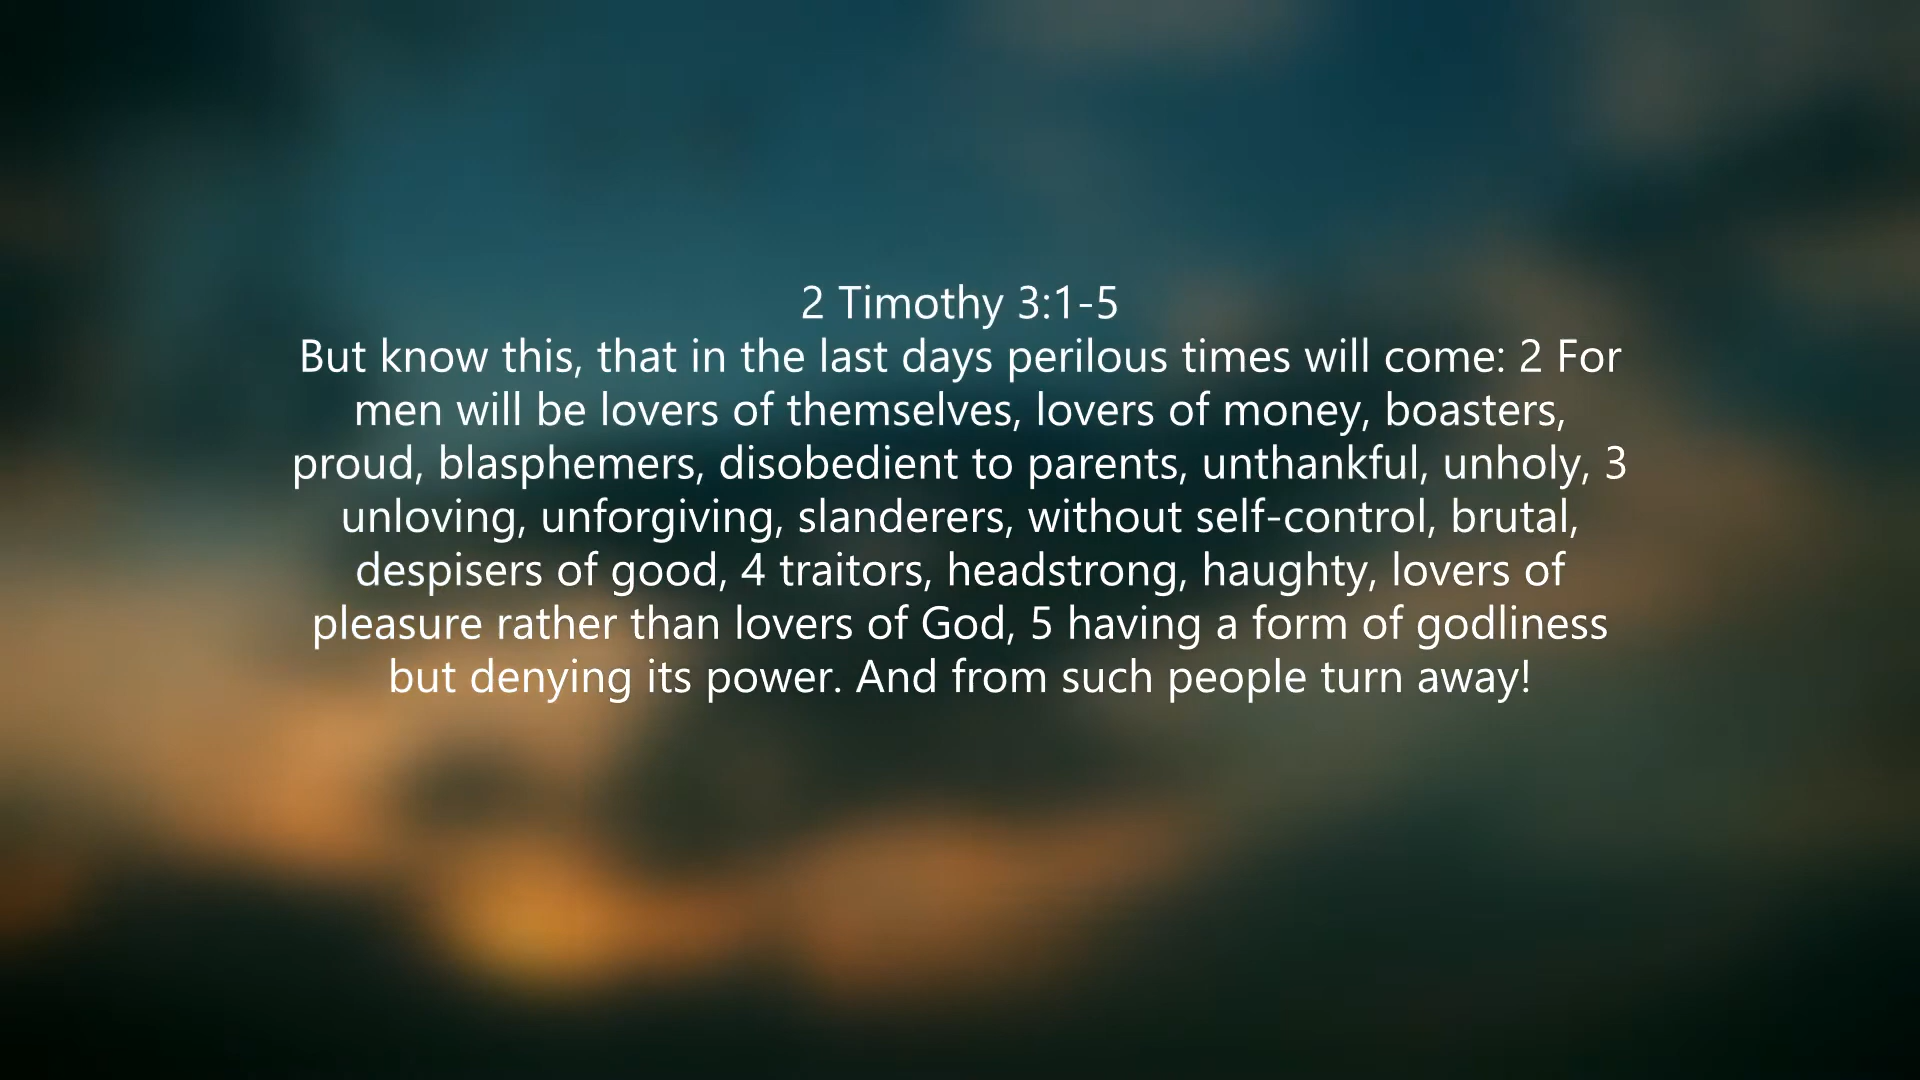 2 Timothy 3:1-5
But know this, that in the last days perilous times will come: 2 For
men will be lovers of themselves, lovers of money, boasters,
proud, blasphemers, disobedient to parents, unthankful, unholy, 3
unloving, unforgiving, slanderers, without self-control, brutal,
despisers of good, 4 traitors, headstrong, haughty, lovers of
pleasure rather than lovers of God, 5 having a form of godliness
but denying its power. And from such people turn away!